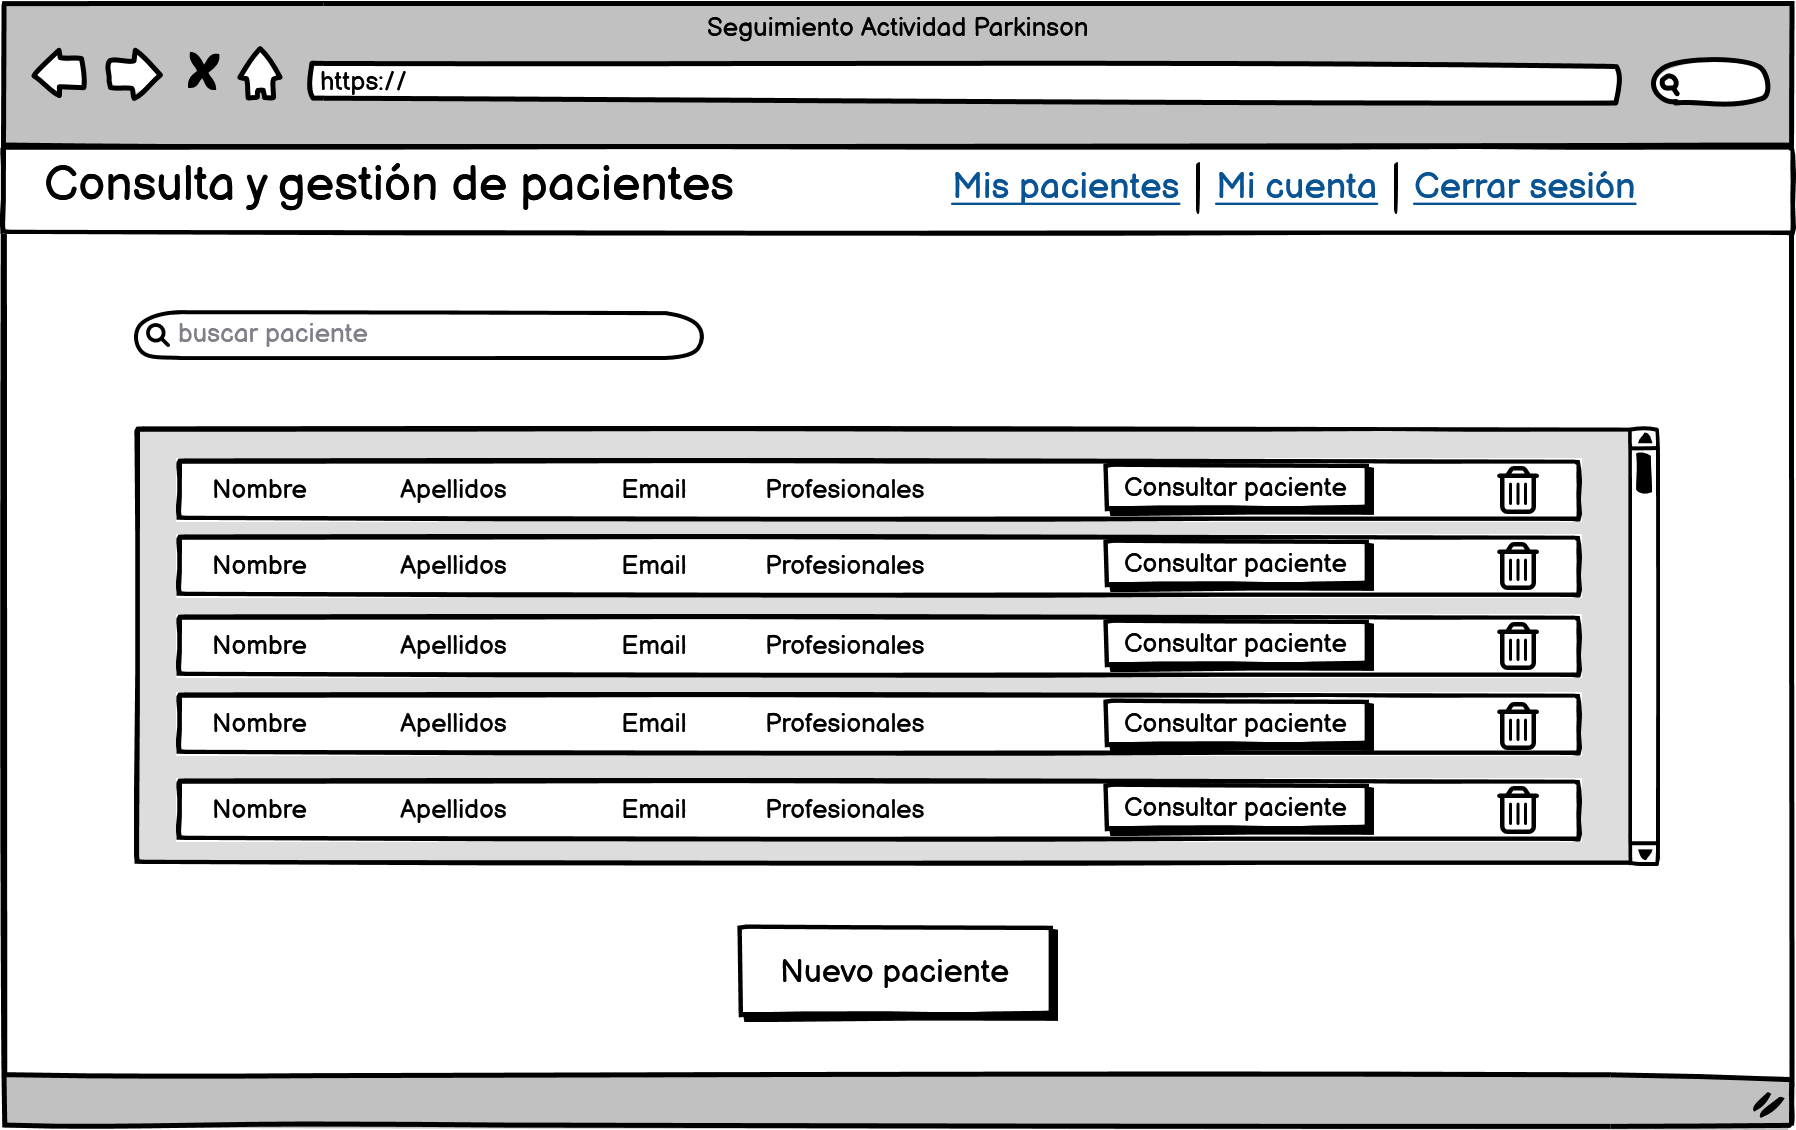 Seguimiento Actividad Parkinson
https://
Consulta y gestión de pacientes Mis pacientes Mi cuenta Cerrar sesión
buscar paciente
Nombre Apellidos Email Profesionales Consultar paciente
Nombre Apellidos Email Profesionales Consultar paciente
Nombre Apellidos Email Profesionales Consultar paciente
Nombre Apellidos Email Profesionales Consultar paciente
Nombre Apellidos Email Profesionales Consultar paciente
Nuevo paciente